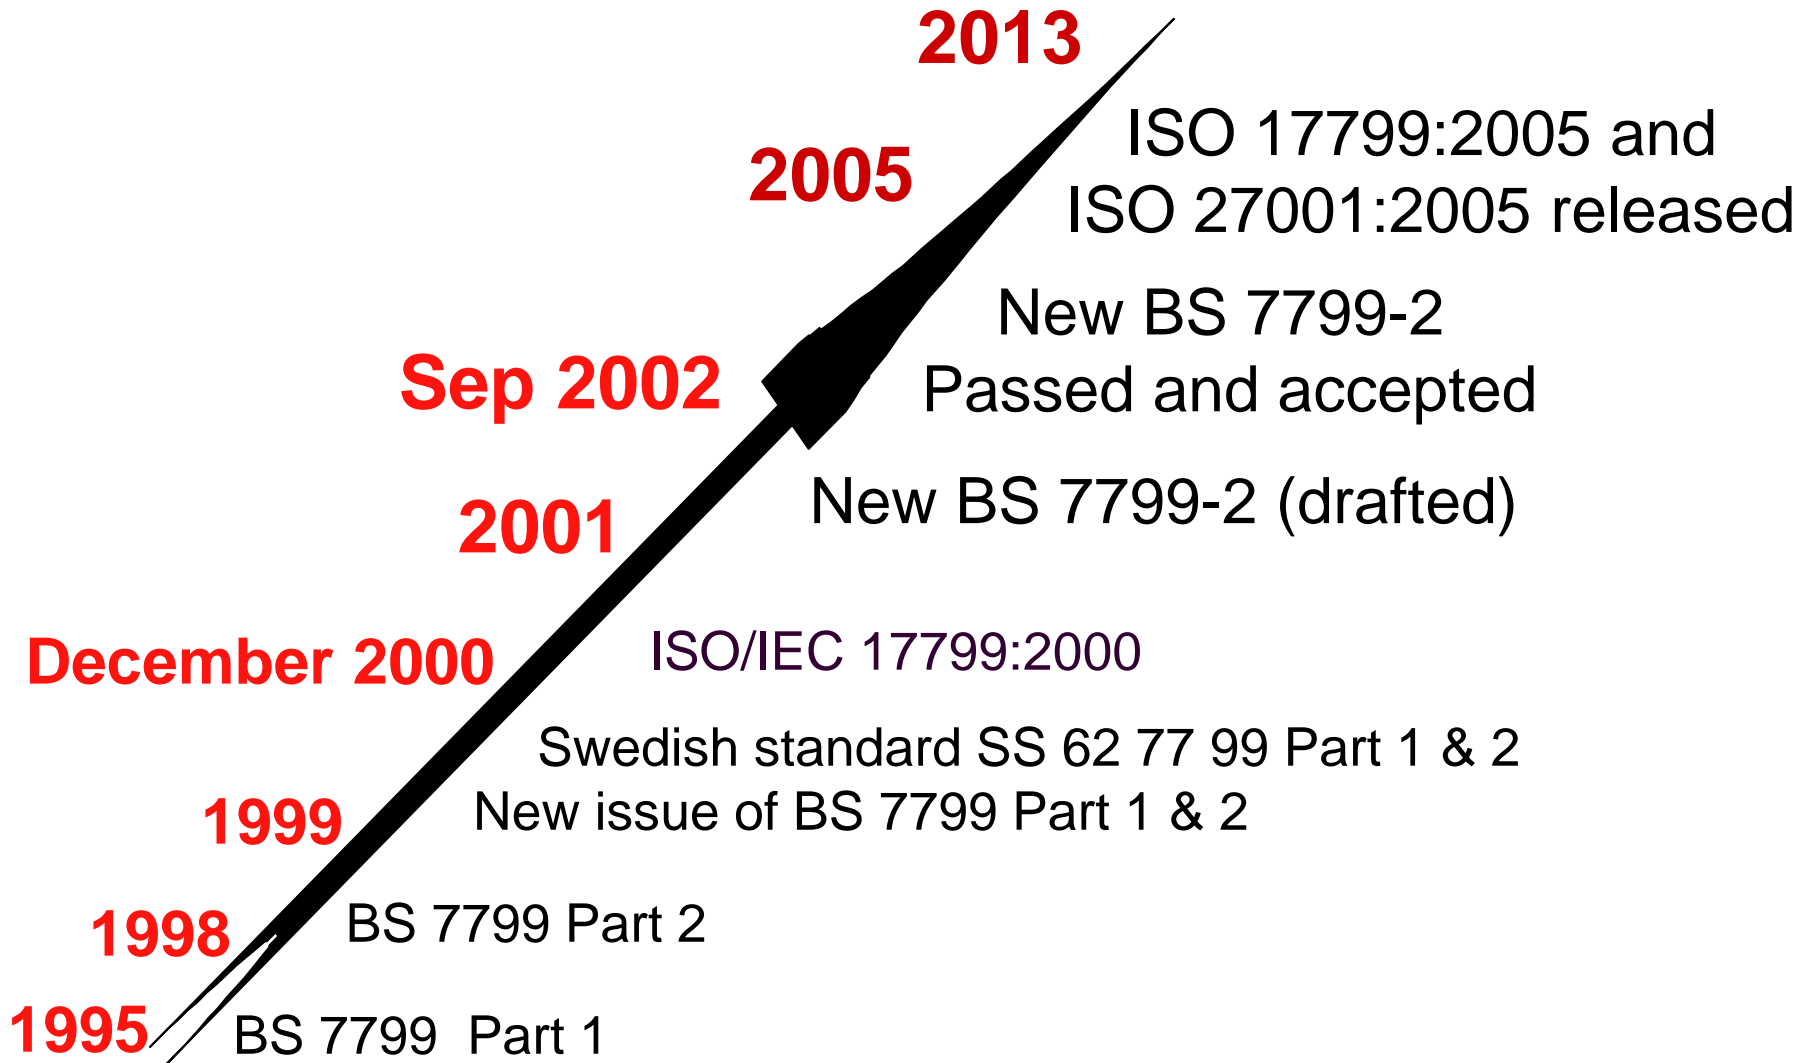 2013
ISO 17799:2005 and
2005
ISO 27001:2005 released
New BS 7799-2
Sep 2002
Passed and accepted
New BS 7799-2 (drafted)
2001
December 2000
ISO/IEC 17799:2000
Swedish standard SS 62 77 99 Part 1 & 2
1999
New issue of BS 7799 Part 1 & 2
1998
BS 7799 Part 2
1995
BS 7799  Part 1